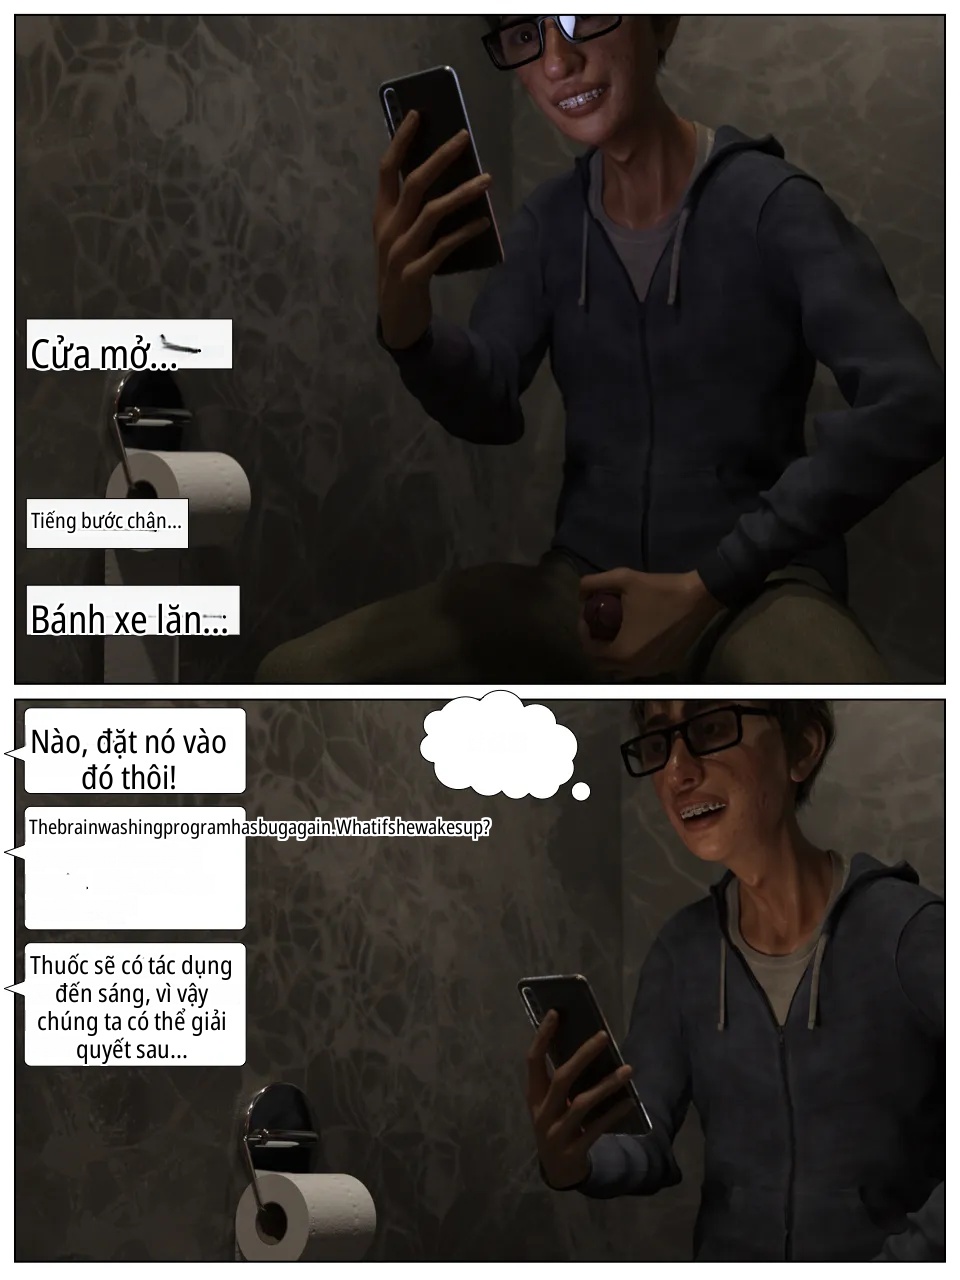 Cửa mở...
Tiếng bước chân...
Bánh xe lăn...
Nào, đặt nó vào
đó thôi!
Thebrainwashingprogramhasbugagain.Whatifshewakesup?
Thuốc sẽ có tác dụng
đến sáng, vì vậy
chúng ta có thể giải
quyết sau...